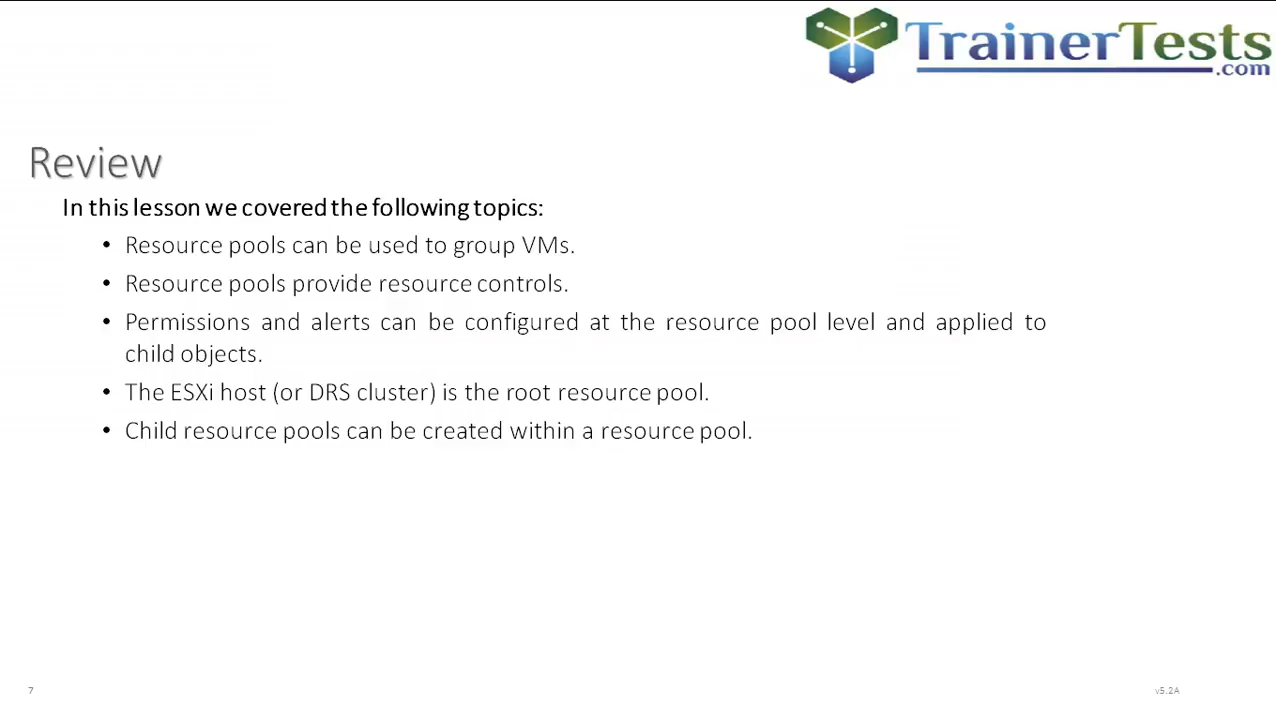 TrainerTests
.com
Review
In this lesson we covered the following topics:
• Resource pools can be used to group VMs.
• Resource pools provide resource controls.
• Permissions and alerts can be configured at the resource pool level and applied to
child objects.
• The ESXi host (or DRS cluster) is the root resource pool.
• Child resource pools can be created within a resource pool.
7
v5.2A